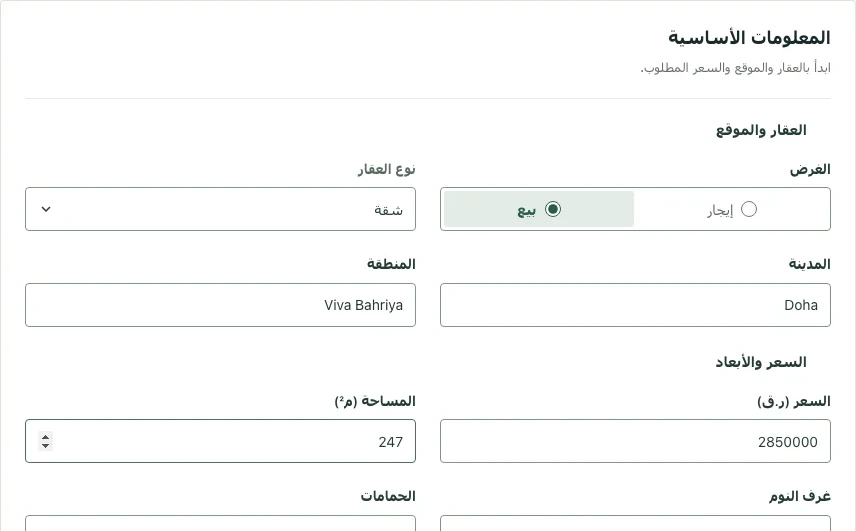 المعلومات الأساسية
ابدأ بالعقار والموقع والسعر المطلوب.
العقار والموقع
الغرض
نوع العقار
إيجار
بيع
شقة
المدينة
المنطقة
Doha
Viva Bahriya
السعر والأبعاد
السعر (ر.ق)
المساحة (م²)
2850000
247
غرف النوم
الحمامات